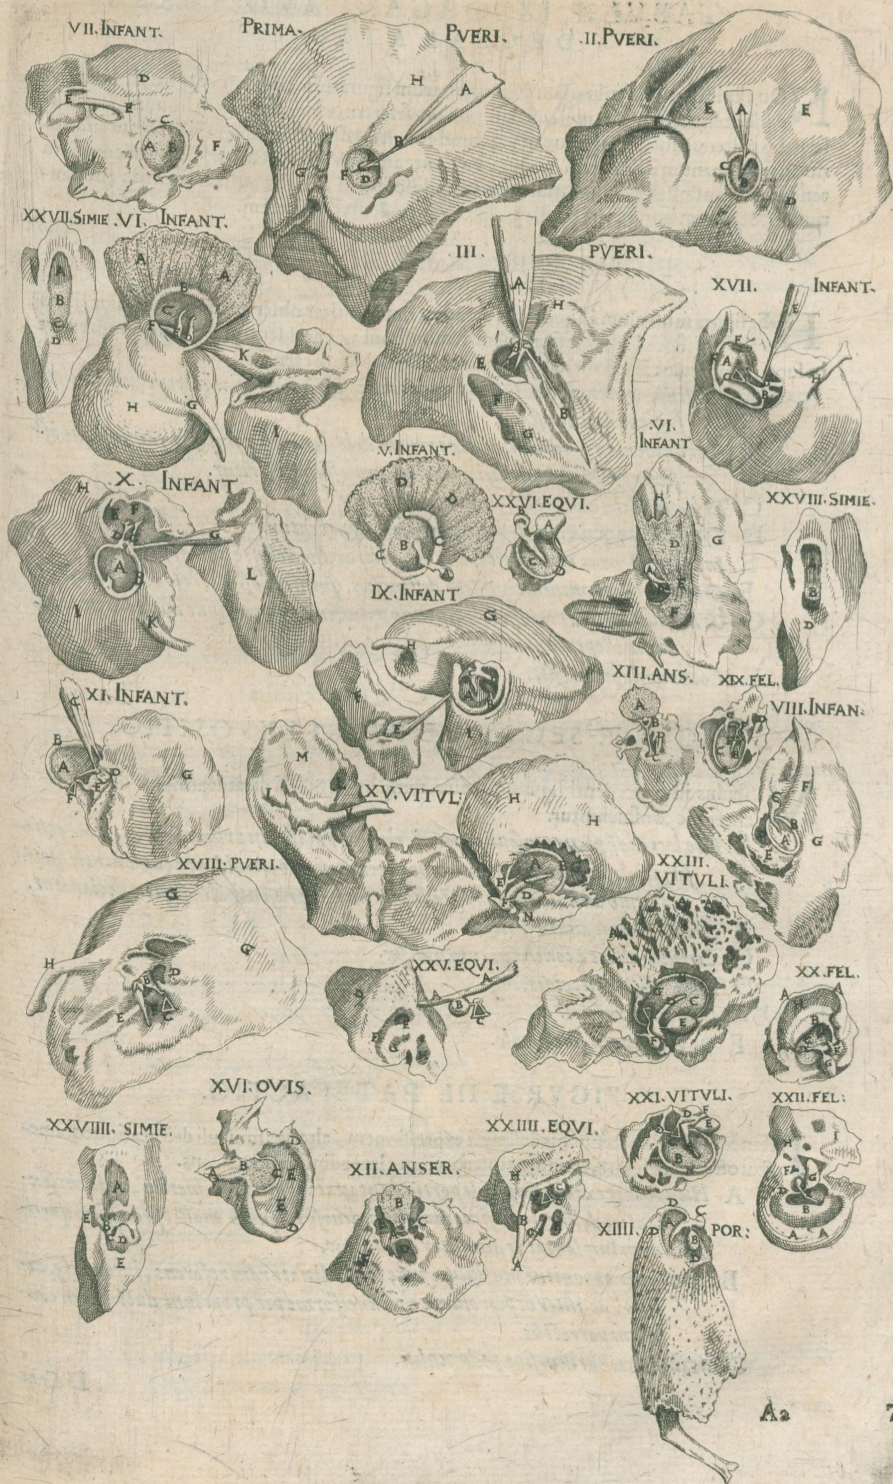 VII. INFANT.
PRIMA. PVERI.
II. PVERI.
XXVII. SIMIE.
VI. INFANT.
III. PVERI.
XVII. INFANT.
V. INFANT.
VI. INFANT
X. INFANT
XXVI. EQVI.
XXVIII. SIMIE.
IX. INFANT
XI. INFANT.
XIII. ANS.
XIX. FEL.
VIII. INFAN.
XV. VITVL:
XVIII. PVERI.
XXIII. VITVLI.
XXV. EQVI.
XX. FEL.
XVI. OVIS.
XXI. VITVLI.
XXII. FEL:
XXVIIII. SIMIE.
XII. ANSER.
XXIIII. EQVI.
XIIII. POR:
Aa 7